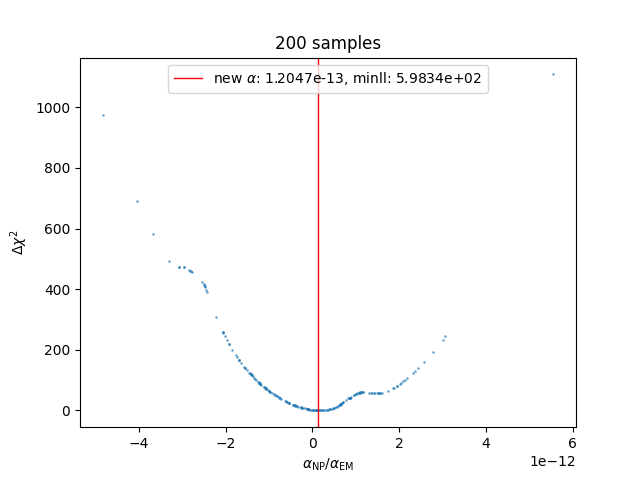 200 samples
new α: 1.2047e-13, minll: 5.9834e+02
Δχ²
1000
800
600
400
200
0
−4 −2 0 2 4 6
1e−12
α_NP/α_EM